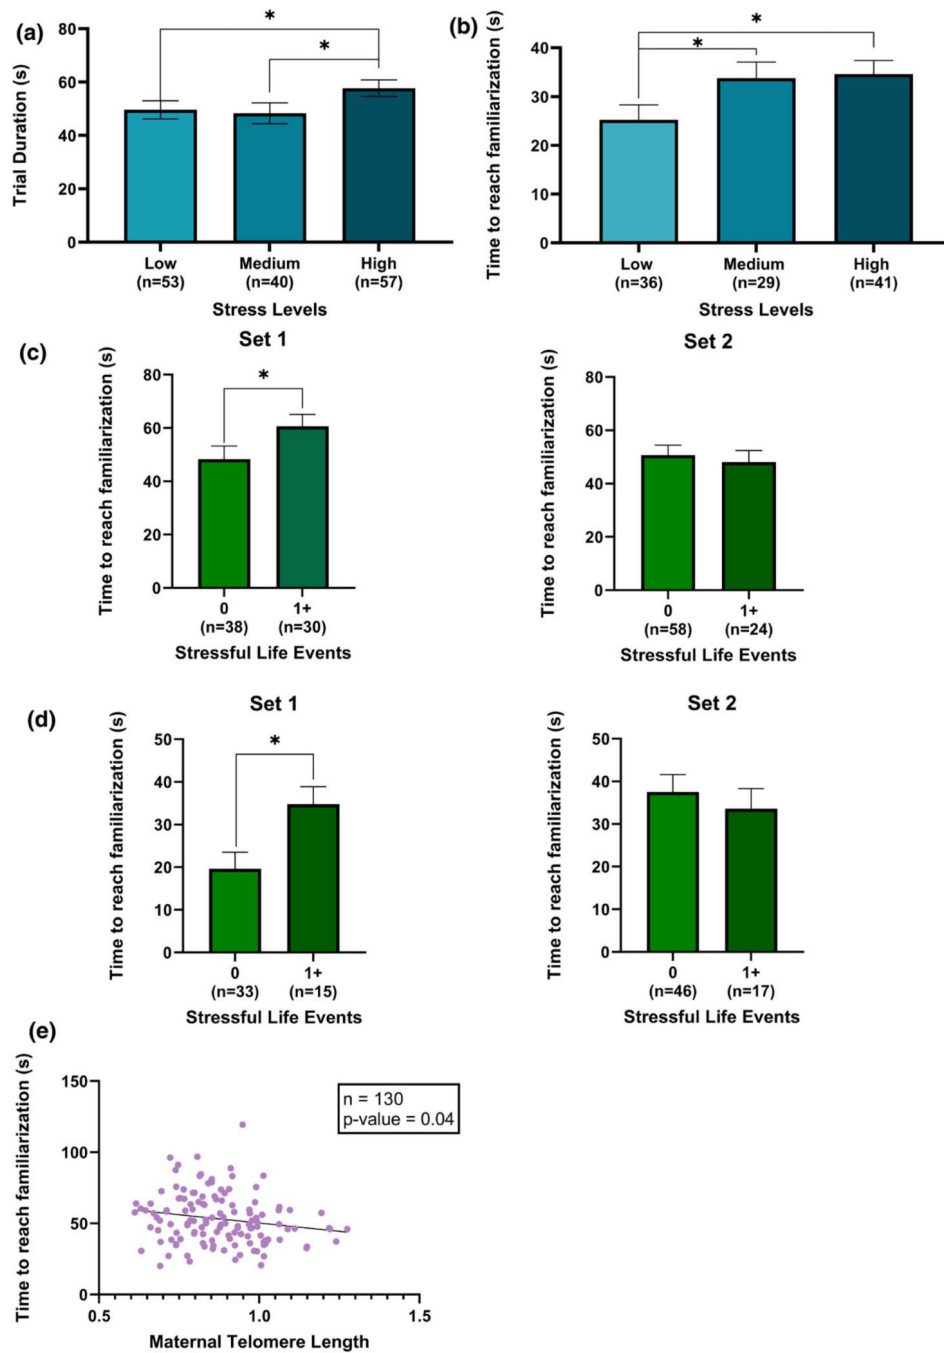 (a)
Trial Duration (s)
80
60
40
20
0
*
*
Low
Medium
High
(n=53)
(n=40)
(n=57)
Stress Levels
(b)
Time to reach familiarization (s)
40
30
20
10
0
*
*
Low
Medium
High
(n=36)
(n=29)
(n=41)
Stress Levels
(c)
Set 1
Time to reach familiarization (s)
80
60
40
20
0
*
0
1+
(n=38)
(n=30)
Stressful Life Events
Set 2
Time to reach familiarization (s)
80
60
40
20
0
0
1+
(n=58)
(n=24)
Stressful Life Events
(d)
Set 1
Time to reach familiarization (s)
50
40
30
20
10
0
*
0
1+
(n=33)
(n=15)
Stressful Life Events
Set 2
Time to reach familiarization (s)
50
40
30
20
10
0
0
1+
(n=46)
(n=17)
Stressful Life Events
(e)
Time to reach familiarization (s)
150
100
50
0
n = 130
p-value = 0.04
0.5
1.0
1.5
Maternal Telomere Length